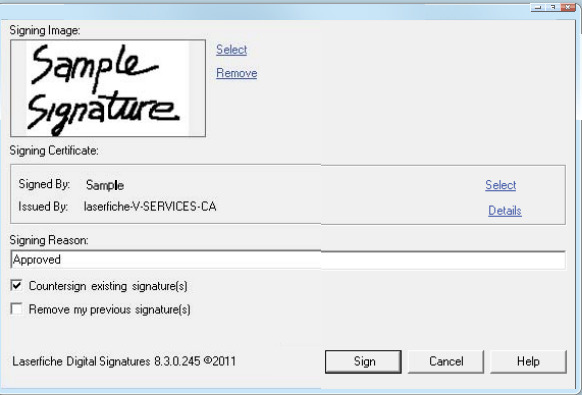 Signing Image:
Sample
Signature
Select
Remove
Signing Certificate:
Signed By: Sample
Select
Issued By: laserfiche-V-SERVICES-CA
Details
Signing Reason:
Approved
Countersign existing signature(s)
Remove my previous signature(s)
Laserfiche Digital Signatures 8.3.0.245 ©2011
Sign
Cancel
Help